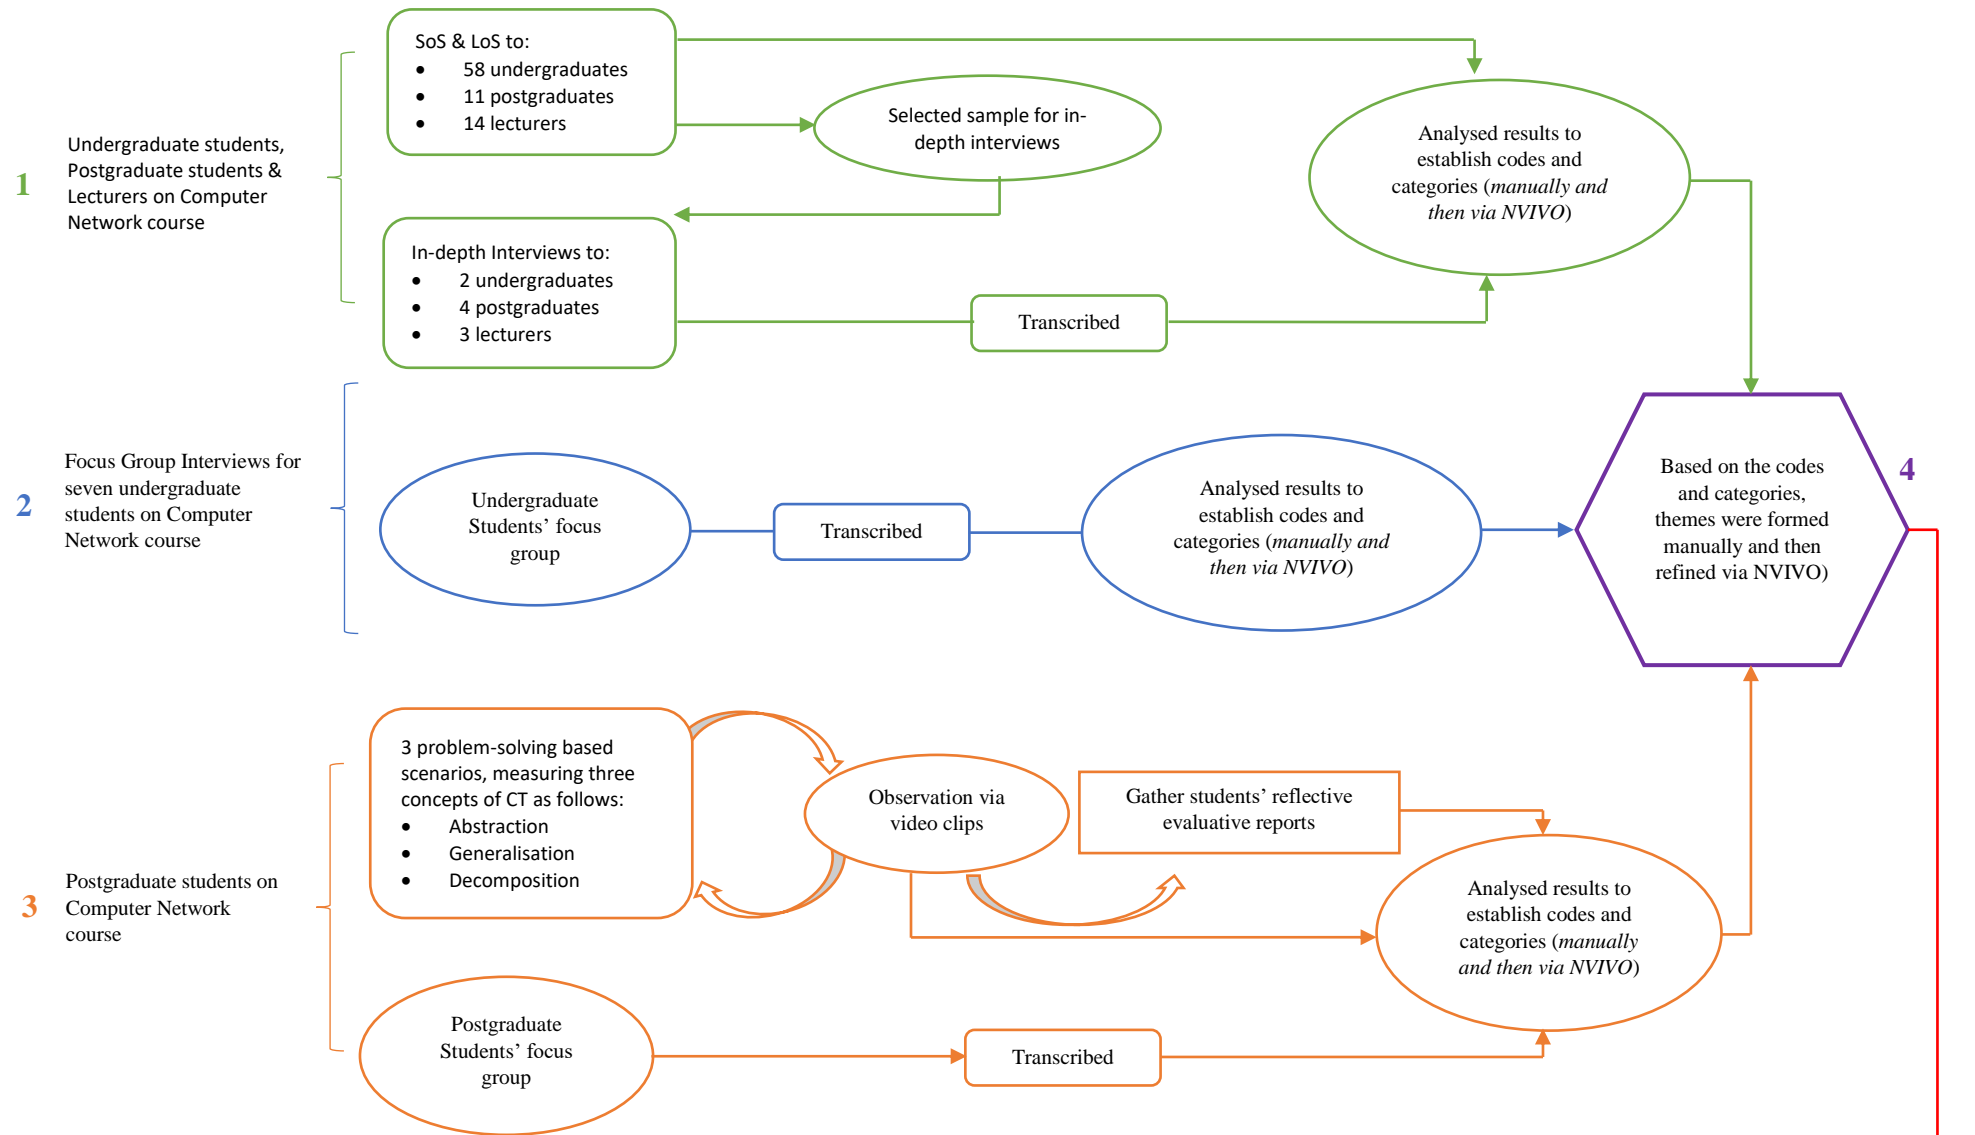 1
Undergraduate students,
Postgraduate students &
Lecturers on Computer
Network course
SoS & LoS to:
• 58 undergraduates
• 11 postgraduates
• 14 lecturers
Selected sample for in-
depth interviews
In-depth Interviews to:
• 2 undergraduates
• 4 postgraduates
• 3 lecturers
Transcribed
Analysed results to
establish codes and
categories (manually and
then via NVIVO)
2
Focus Group Interviews for
seven undergraduate
students on Computer
Network course
Undergraduate
Students’ focus
group
Transcribed
Analysed results to
establish codes and
categories (manually and
then via NVIVO)
Based on the codes
and categories,
themes were formed
manually and then
refined via NVIVO)
4
3
Postgraduate students on
Computer Network
course
3 problem-solving based
scenarios, measuring three
concepts of CT as follows:
• Abstraction
• Generalisation
• Decomposition
Observation via
video clips
Gather students’ reflective
evaluative reports
Analysed results to
establish codes and
categories (manually
and then via NVIVO)
Postgraduate
Students’ focus
group
Transcribed